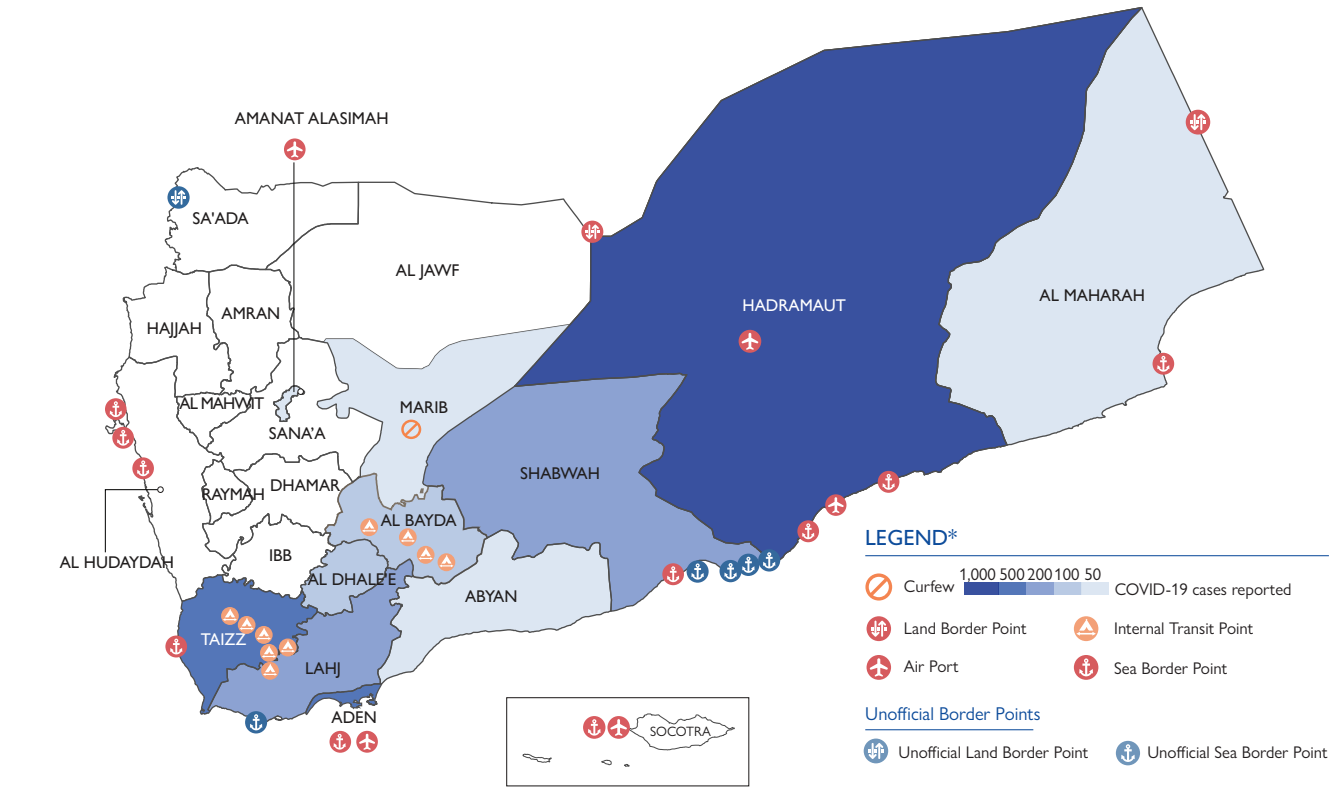 AMANAT ALASIMAH
SA'ADA
AL JAWF
HADRAMAUT
AL MAHARAH
AMRAN
HAJJAH
AL MAHWIT
MARIB
SANA'A
SHABWAH
RAYMAH
DHAMAR
AL BAYDA
IBB
AL HUDAYDAH
AL DHALE'E
ABYAN
TAIZZ
LAHJ
ADEN
SOCOTRA
LEGEND*
1,000 500 200 100 50
Curfew
COVID-19 cases reported
Land Border Point
Internal Transit Point
Air Port
Sea Border Point
Unofficial Border Points
Unofficial Land Border Point
Unofficial Sea Border Point